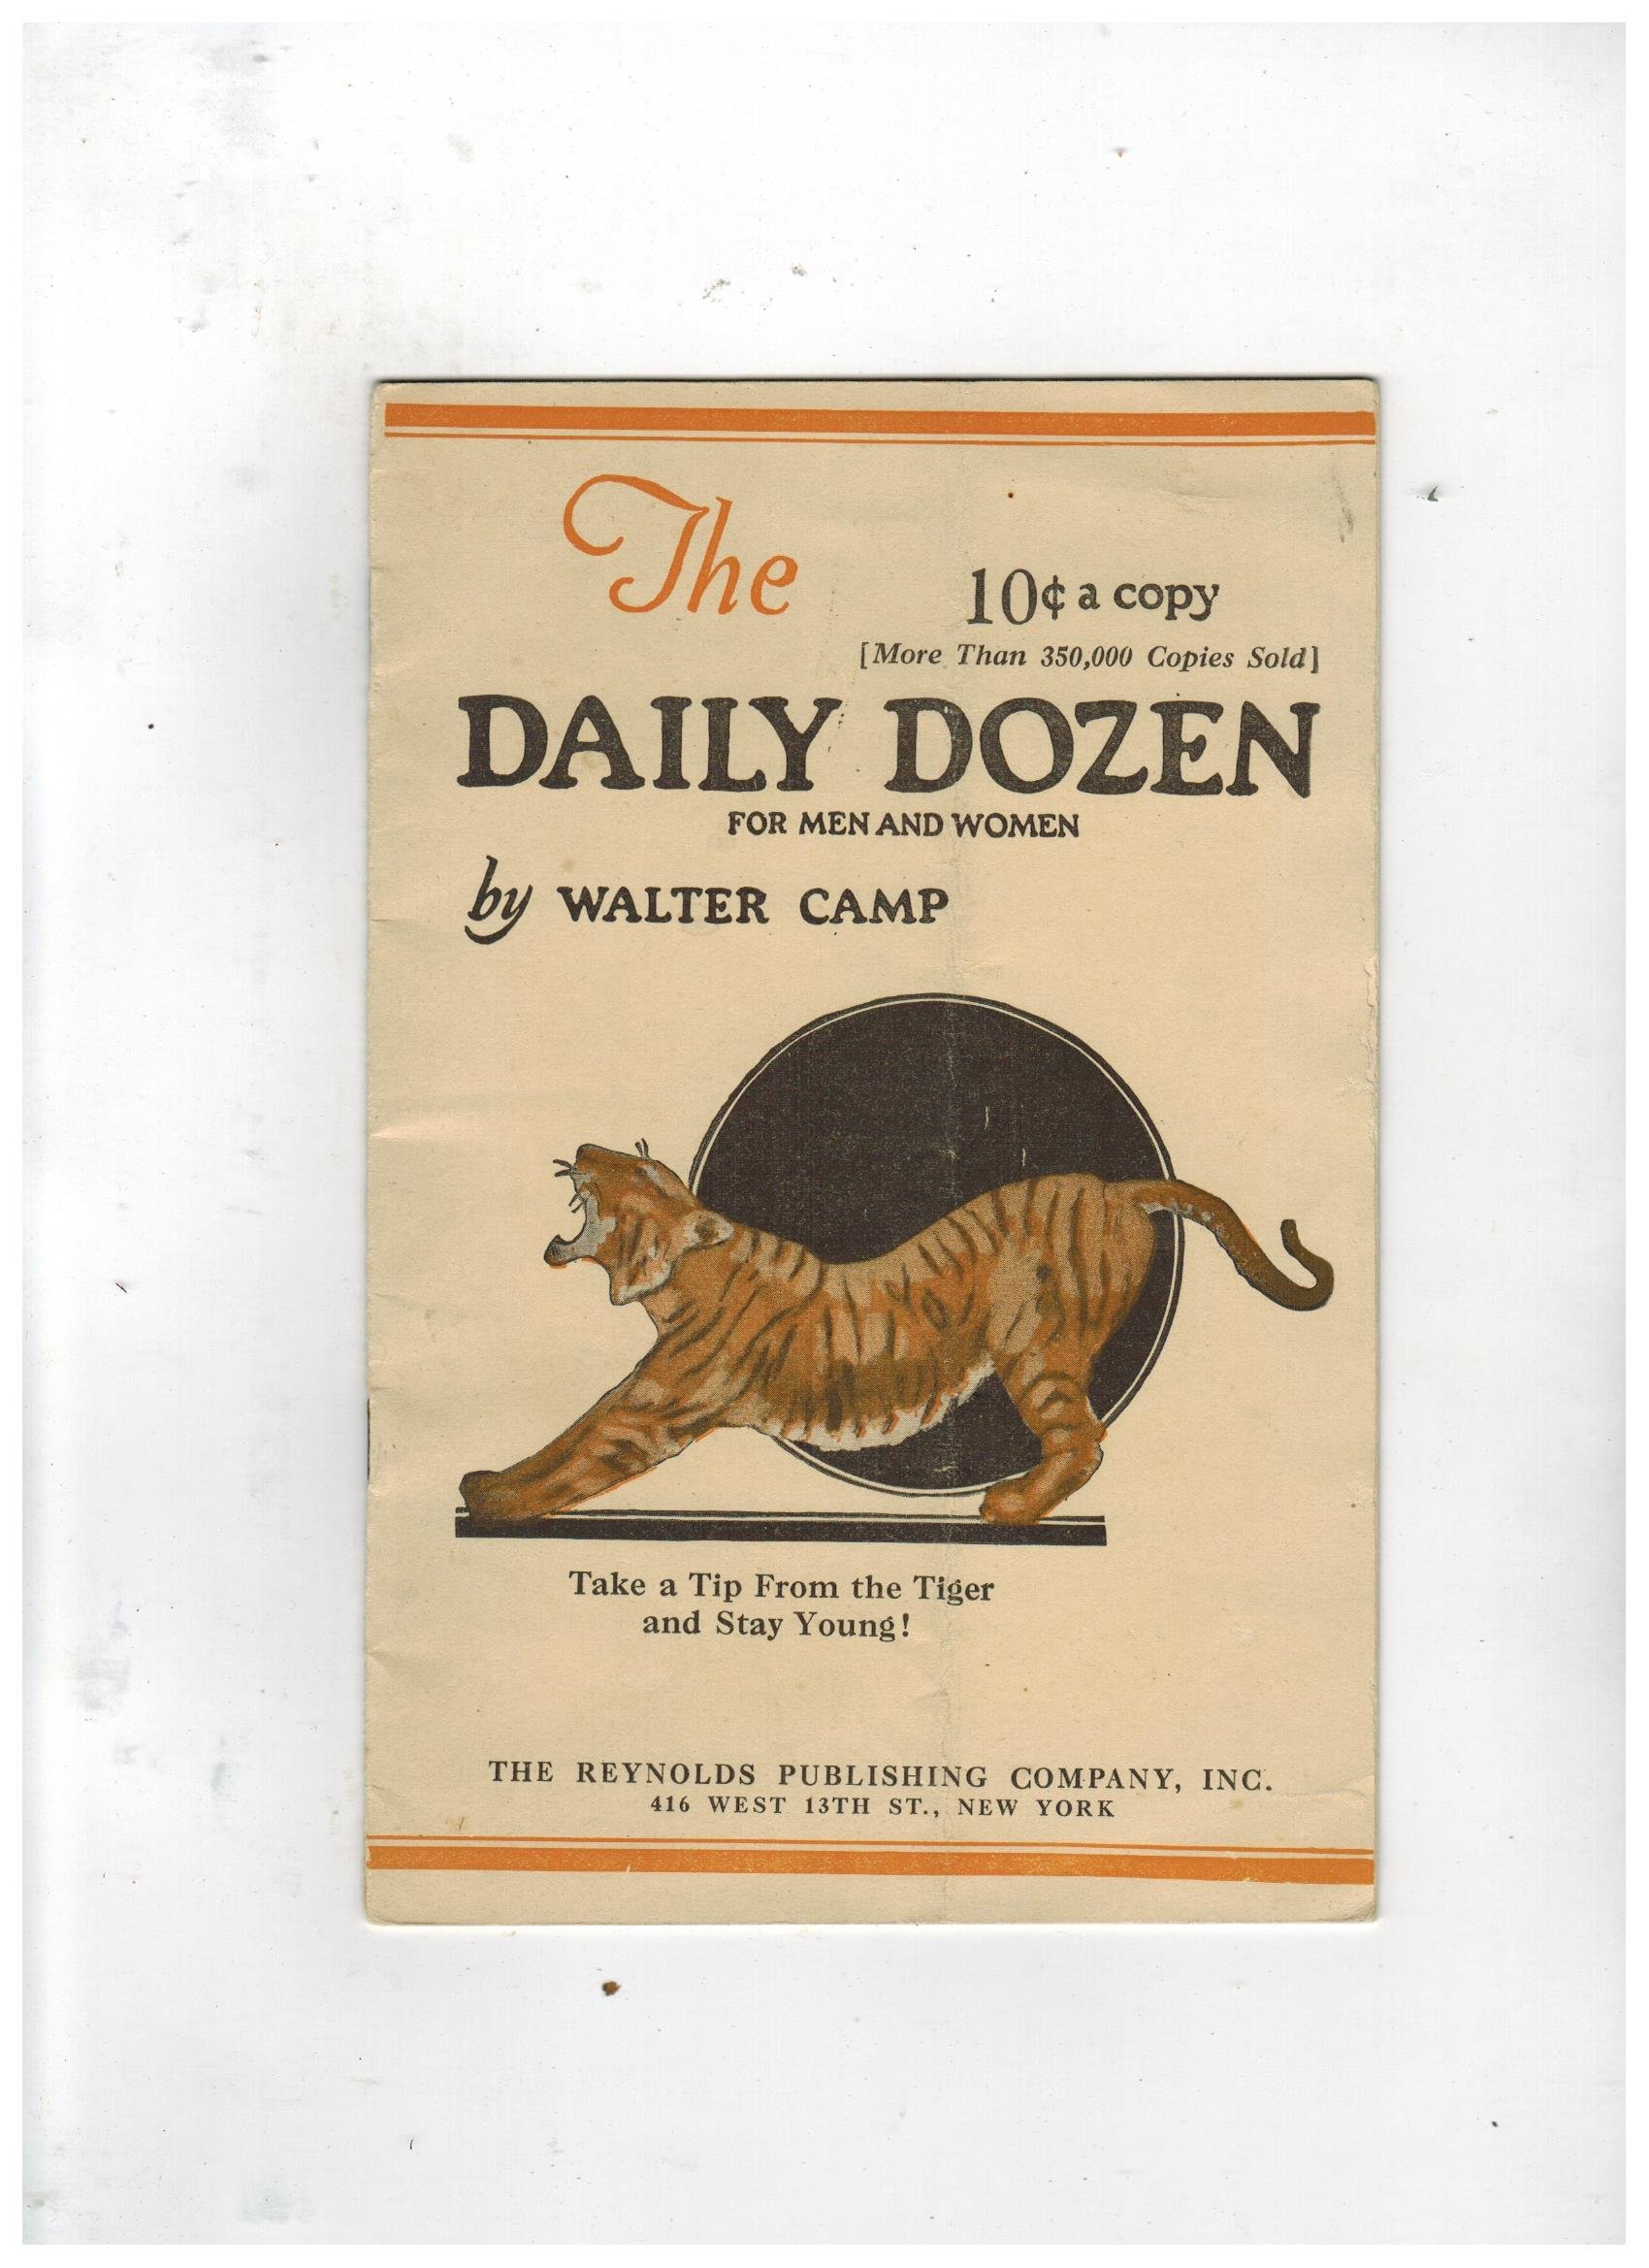 The
10¢ a copy
[More Than 350,000 Copies Sold]
DAILY DOZEN
FOR MEN AND WOMEN
by WALTER CAMP
Take a Tip From the Tiger
and Stay Young!
THE REYNOLDS PUBLISHING COMPANY, INC.
416 WEST 13TH ST., NEW YORK